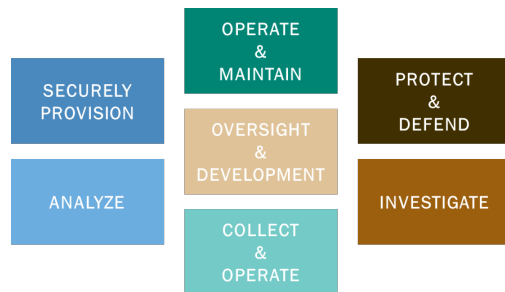 SECURELY
PROVISION
OPERATE
&
MAINTAIN
PROTECT
&
DEFEND
ANALYZE
OVERSIGHT
&
DEVELOPMENT
INVESTIGATE
COLLECT
&
OPERATE